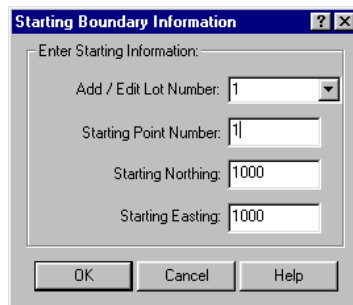 Starting Boundary Information ? X
Enter Starting Information:
Add / Edit Lot Number: 1
Starting Point Number: 1
Starting Northing: 1000
Starting Easting: 1000
OK Cancel Help